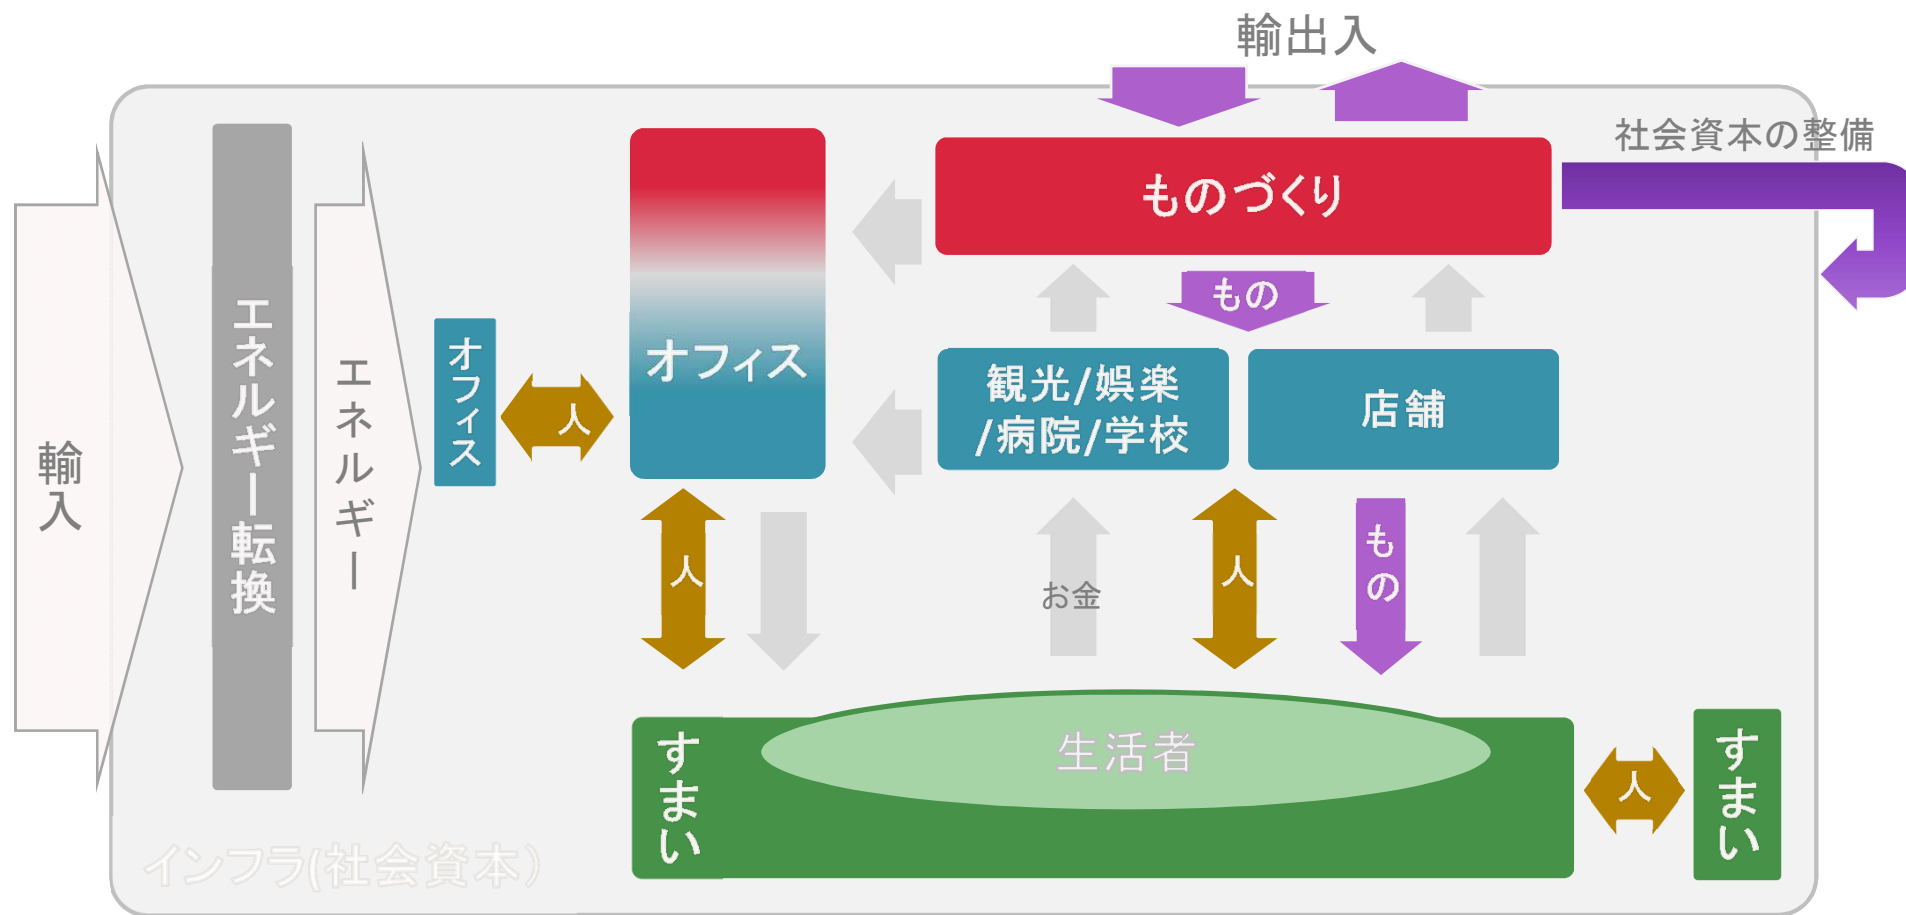 輸出入
社会資本の整備
ものづくり
もの
エネルギー転換
エネルギー
輸入
オフィス
人
オフィス
観光/娯楽
/病院/学校
店舗
人
お金
人
もの
すまい
生活者
人
すまい
インフラ(社会資本)